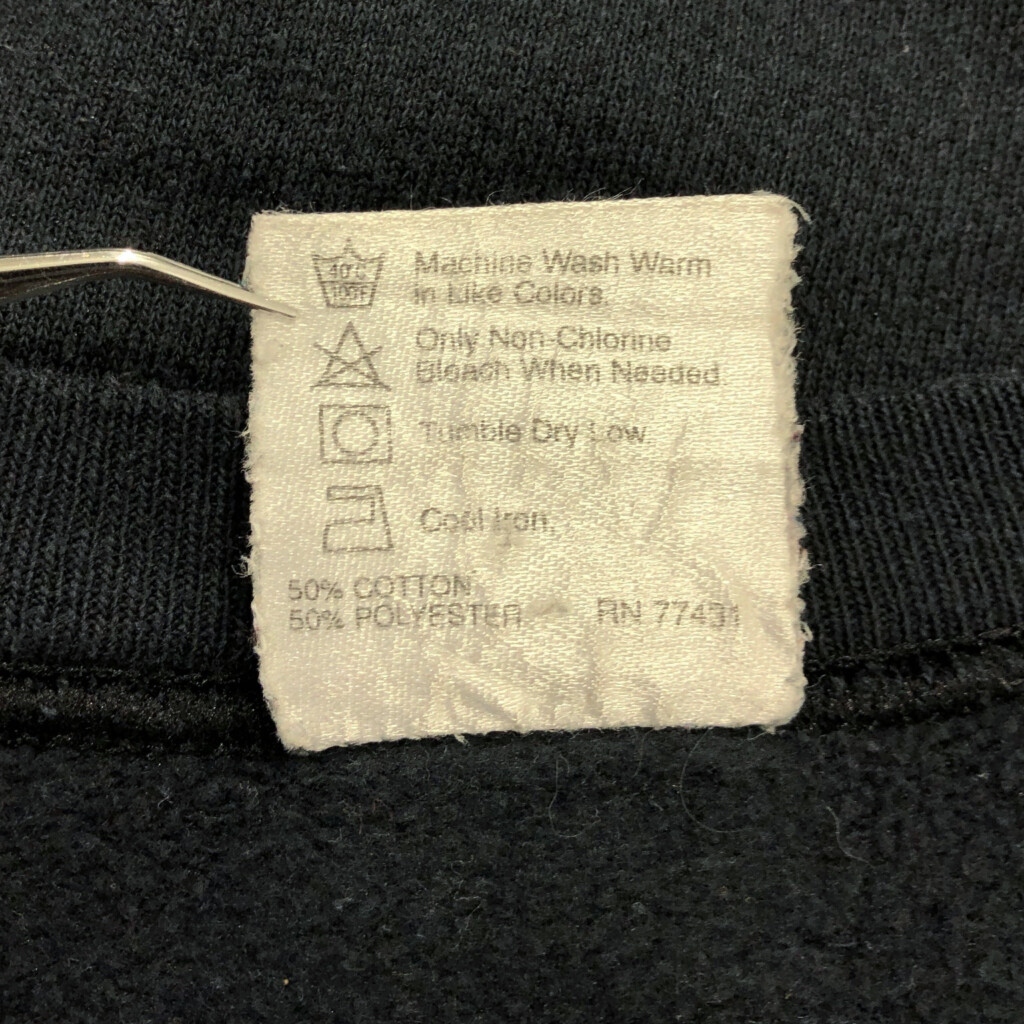 40°C
100F
Machine Wash Warm
in Like Colors.
Only Non-Chlorine
Bleach When Needed.
Tumble Dry Low.
Cool Iron.
50% COTTON
50% POLYESTER RN 77431